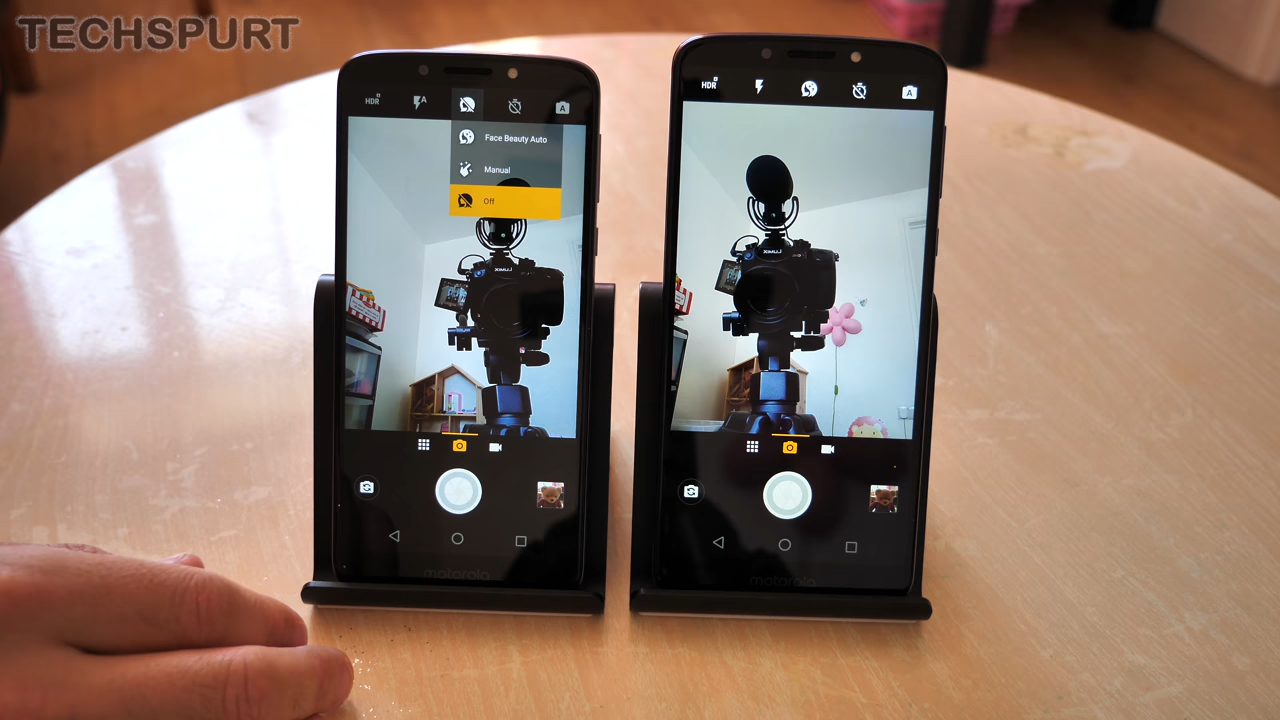 TECHSPURT
HDR
A
A
Face Beauty Auto
Manual
Off
LUMIX
motorola
HDR
A
LUMIX
motorola